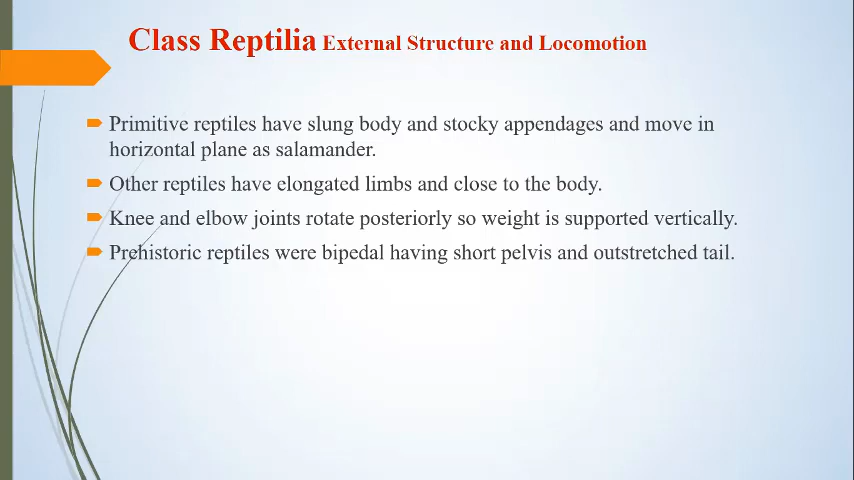 Class Reptilia External Structure and Locomotion
Primitive reptiles have slung body and stocky appendages and move in
horizontal plane as salamander.
Other reptiles have elongated limbs and close to the body.
Knee and elbow joints rotate posteriorly so weight is supported vertically.
Prehistoric reptiles were bipedal having short pelvis and outstretched tail.